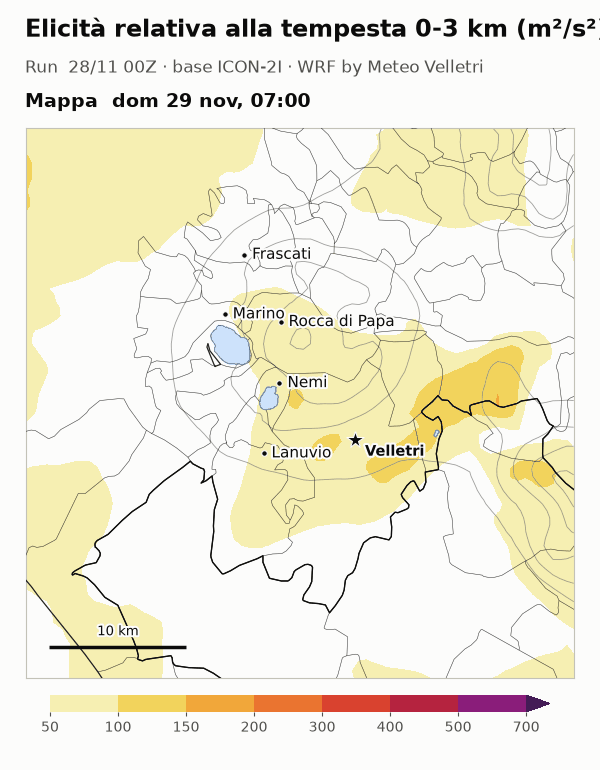 Elicità relativa alla tempesta 0-3 km (m²/s²)
Run 28/11 00Z · base ICON-2I · WRF by Meteo Velletri
Mappa dom 29 nov, 07:00
Frascati
Marino
Rocca di Papa
Nemi
Lanuvio
Velletri
10 km
50 100 150 200 300 400 500 700